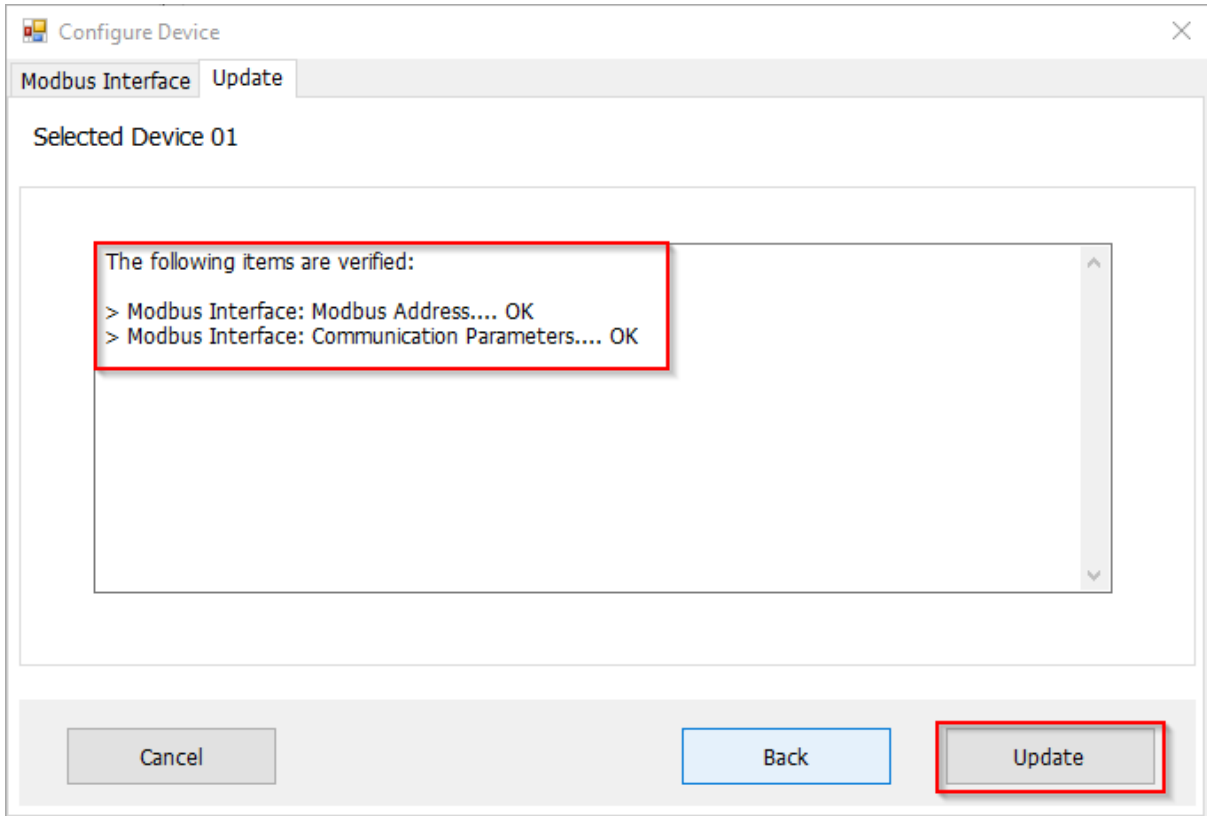 Configure Device
Modbus Interface Update
Selected Device 01
The following items are verified:
> Modbus Interface: Modbus Address.... OK
> Modbus Interface: Communication Parameters.... OK
Cancel Back Update